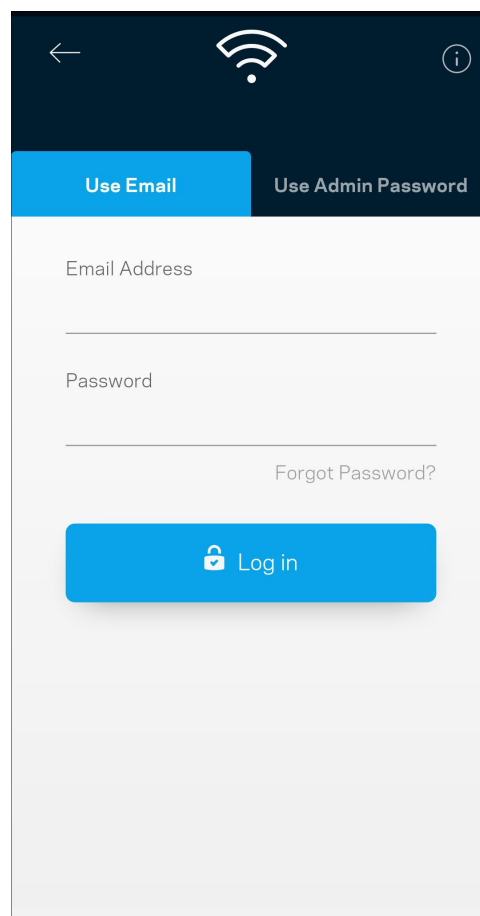 Use Email
Use Admin Password
Email Address
Password
Forgot Password?
Log in